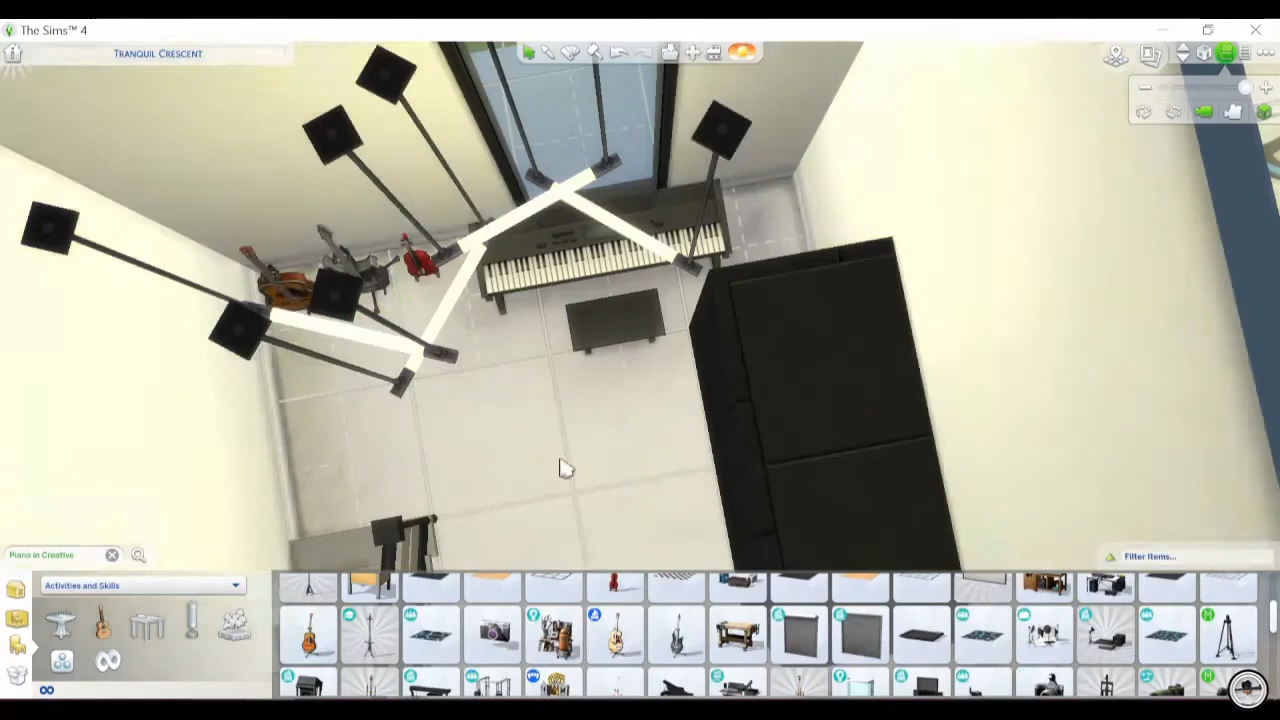 The Sims™ 4
TRANQUIL CRESCENT
Piano in Creative
Filter Items...
Activities and Skills